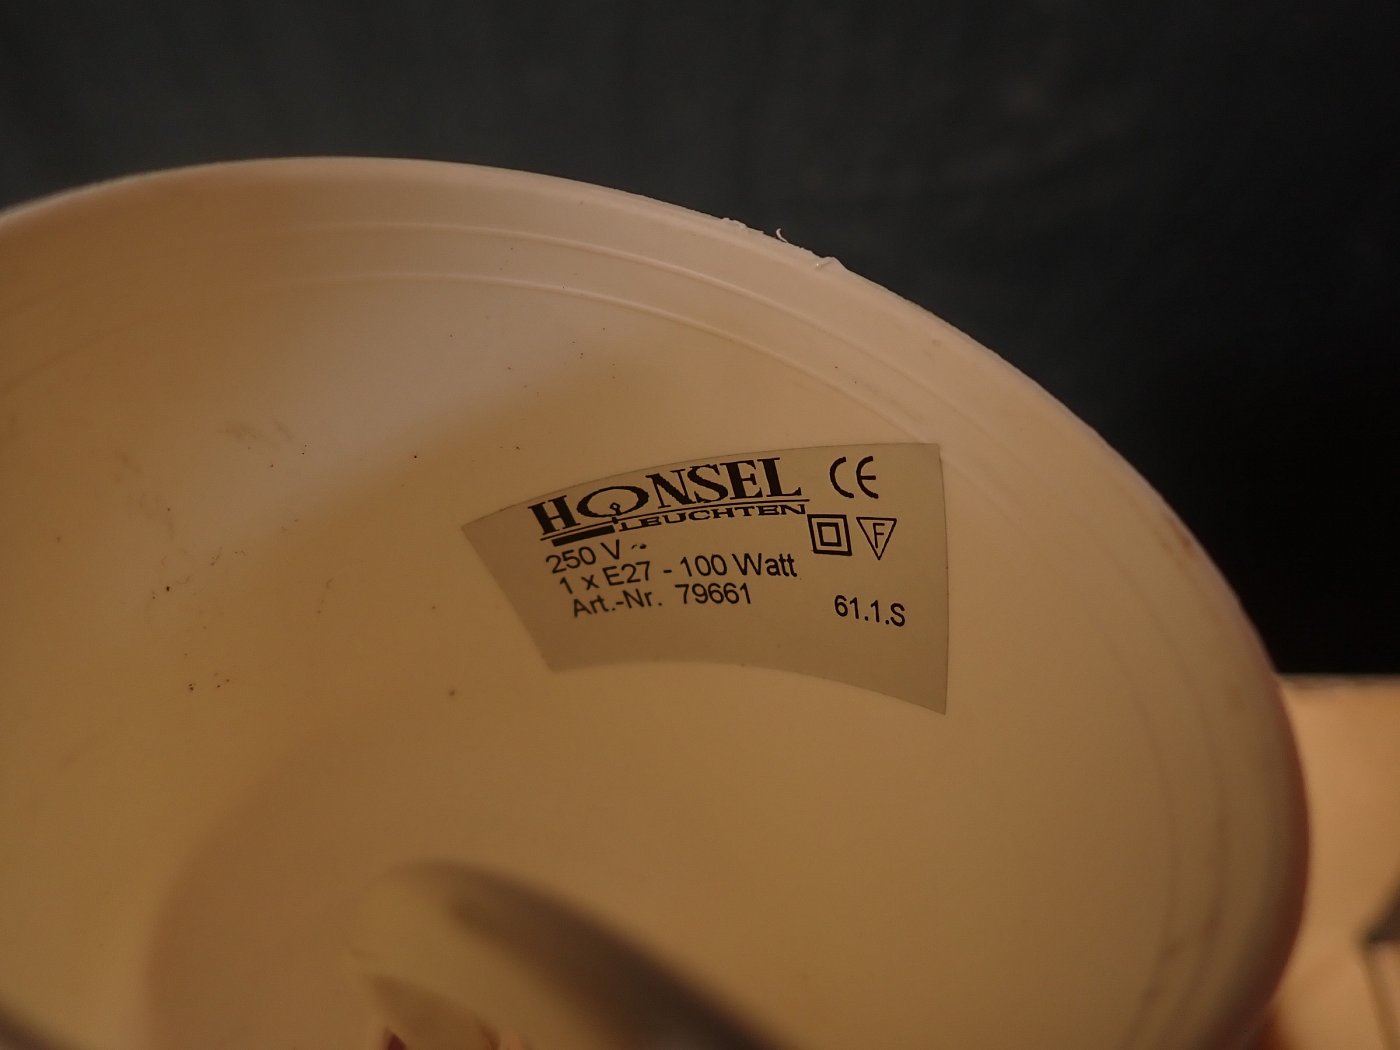 HONSEL CE
LEUCHTEN
F
250 V ~
1 x E27 - 100 Watt
Art.-Nr. 79661
61.1.S